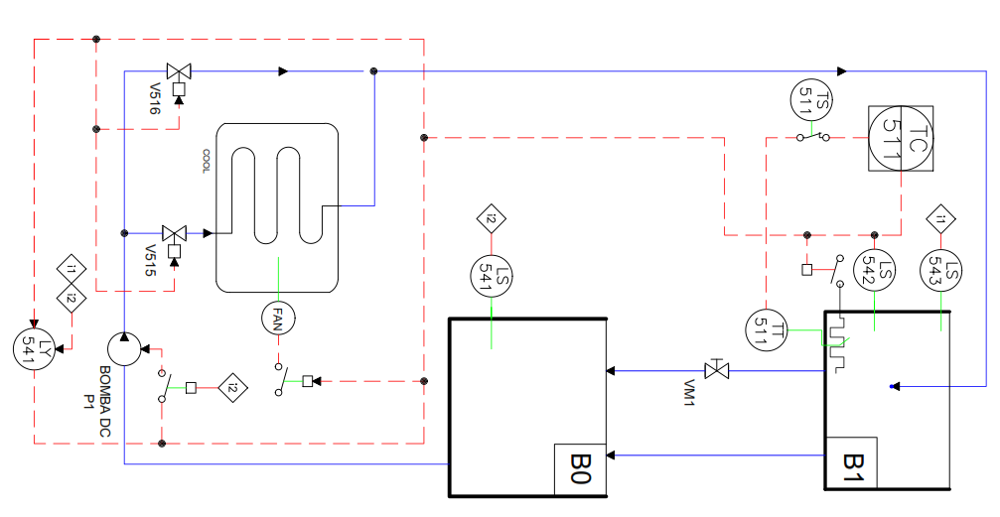 V516
COOL
V515
i1
i2
LY
541
BOMBA DC
P1
FAN
i2
i2
LS
541
VM1
B0
TS
511
TC
511
i1
LS
542
LS
543
TT
511
B1